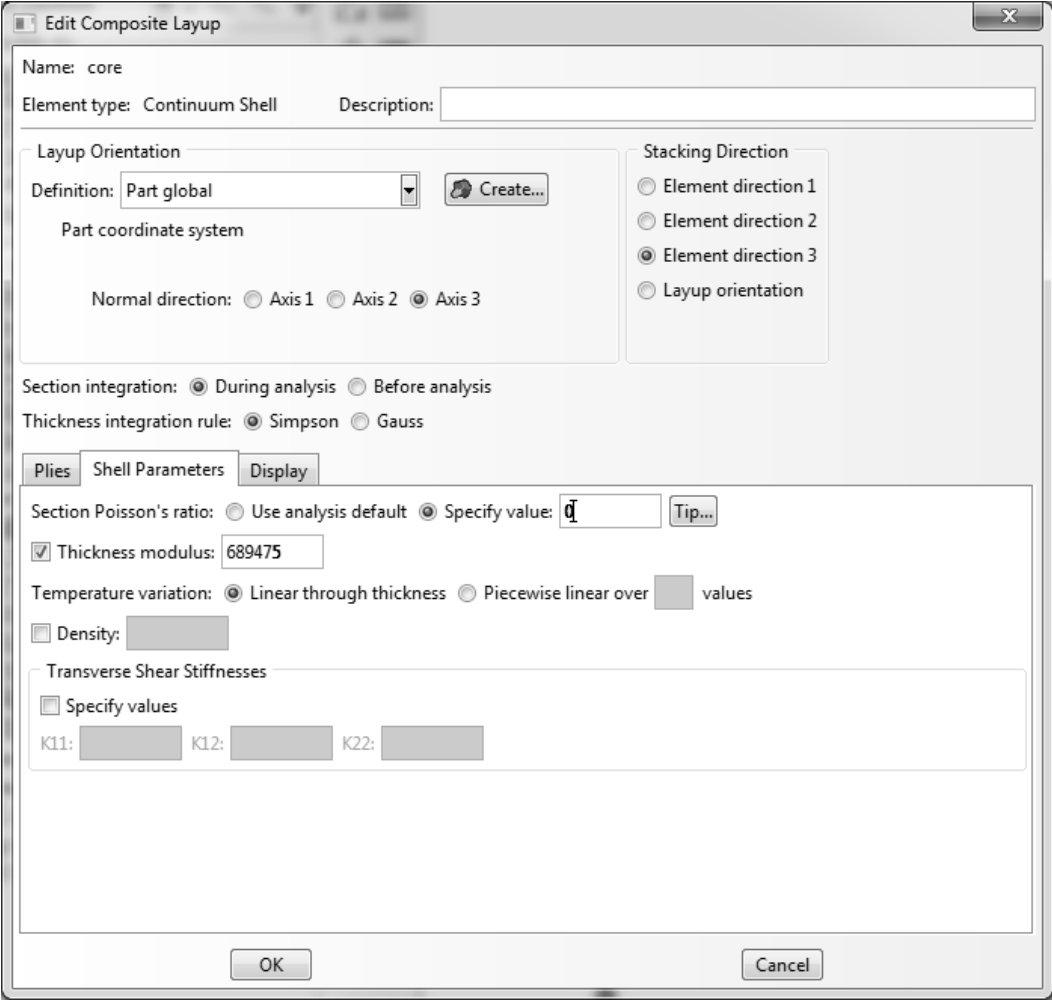 Edit Composite Layup
x
Name: core
Element type: Continuum Shell Description:
Layup Orientation
Definition: Part global Create...
Part coordinate system
Normal direction: Axis 1 Axis 2 Axis 3
Stacking Direction
Element direction 1
Element direction 2
Element direction 3
Layup orientation
Section integration: During analysis Before analysis
Thickness integration rule: Simpson Gauss
Plies Shell Parameters Display
Section Poisson's ratio: Use analysis default Specify value: 0 Tip...
Thickness modulus: 689475
Temperature variation: Linear through thickness Piecewise linear over values
Density:
Transverse Shear Stiffnesses
Specify values
K11: K12: K22:
OK Cancel